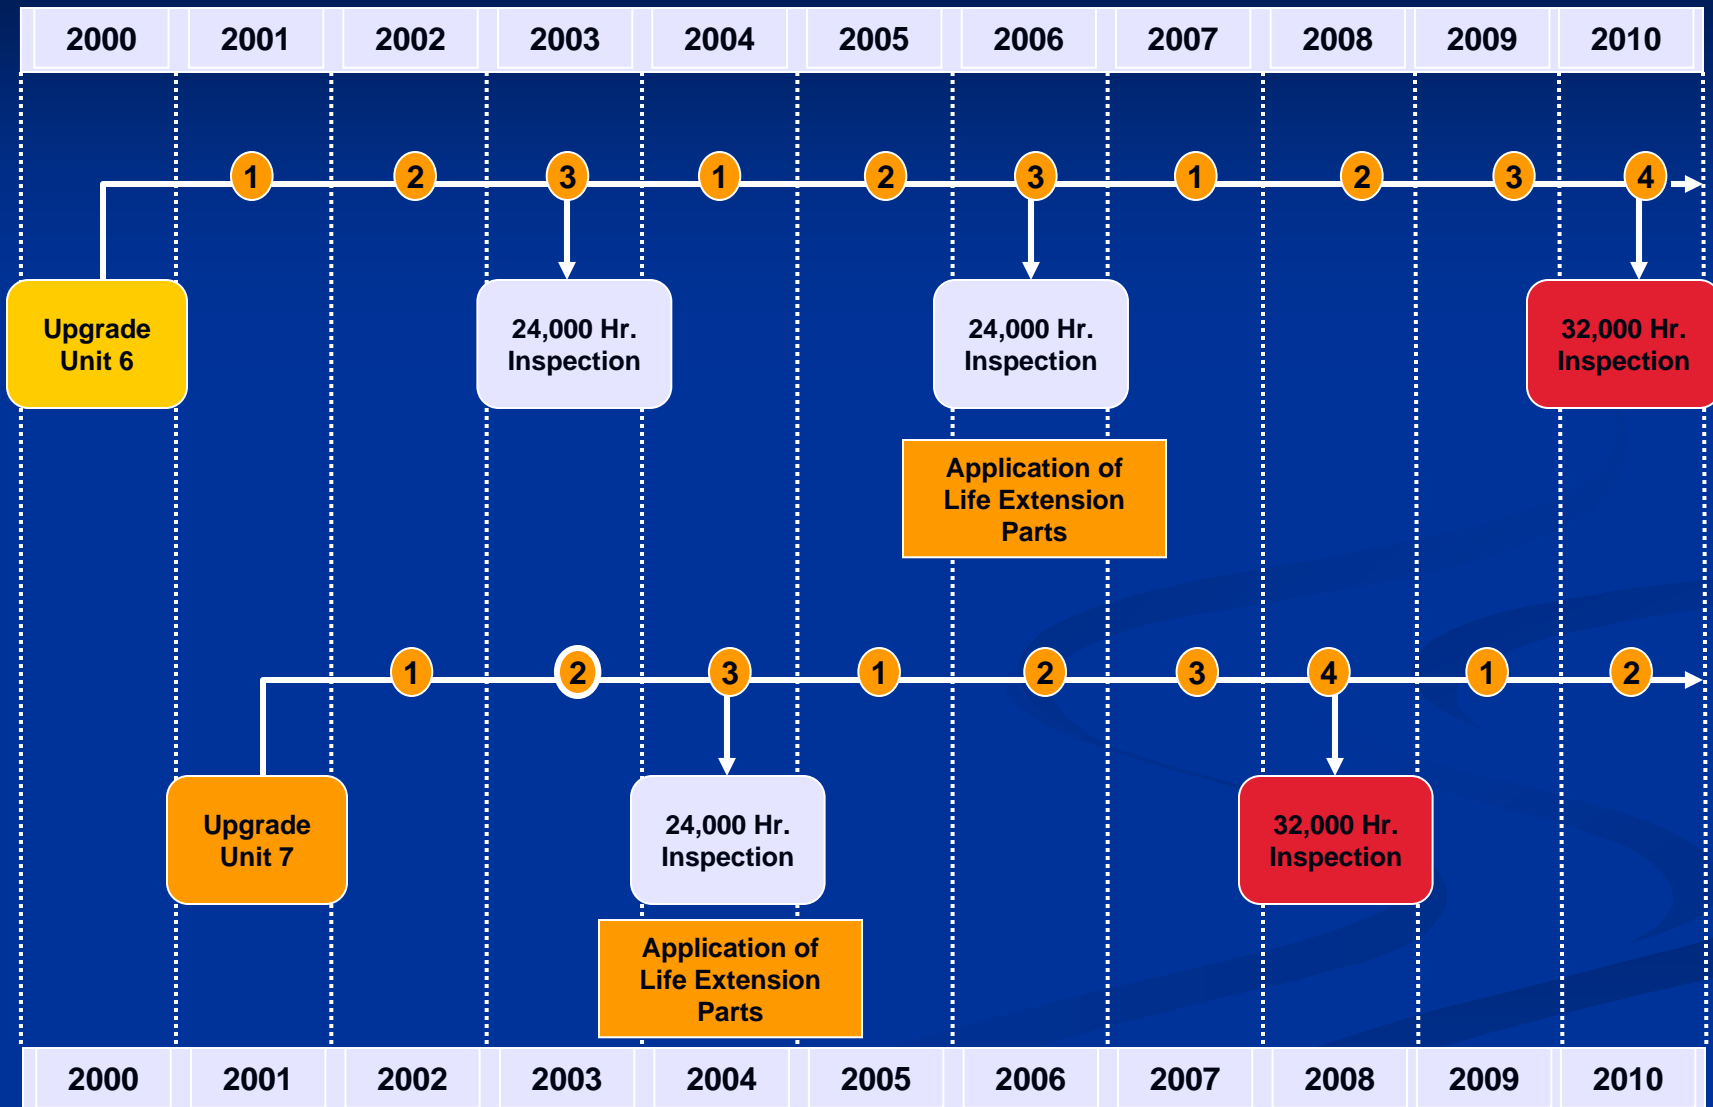 2000 2001 2002 2003 2004 2005 2006 2007 2008 2009 2010
1 2 3 1 2 3 1 2 3 4
Upgrade
Unit 6
24,000 Hr.
Inspection
24,000 Hr.
Inspection
32,000 Hr.
Inspection
Application of
Life Extension
Parts
1 2 3 1 2 3 4 1 2
Upgrade
Unit 7
24,000 Hr.
Inspection
32,000 Hr.
Inspection
Application of
Life Extension
Parts
2000 2001 2002 2003 2004 2005 2006 2007 2008 2009 2010